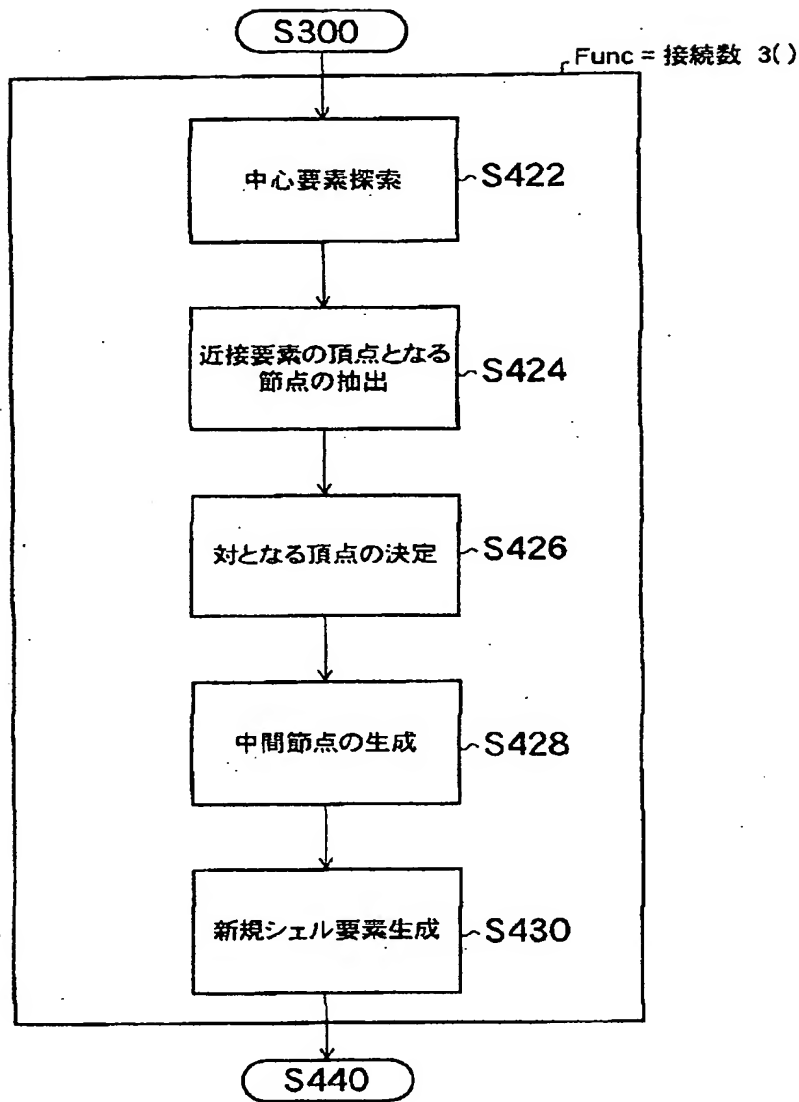 S300
Func = 接続数 3()
中心要素探索
S422
近接要素の頂点となる
節点の抽出
S424
対となる頂点の決定
S426
中間節点の生成
S428
新規シェル要素生成
S430
S440